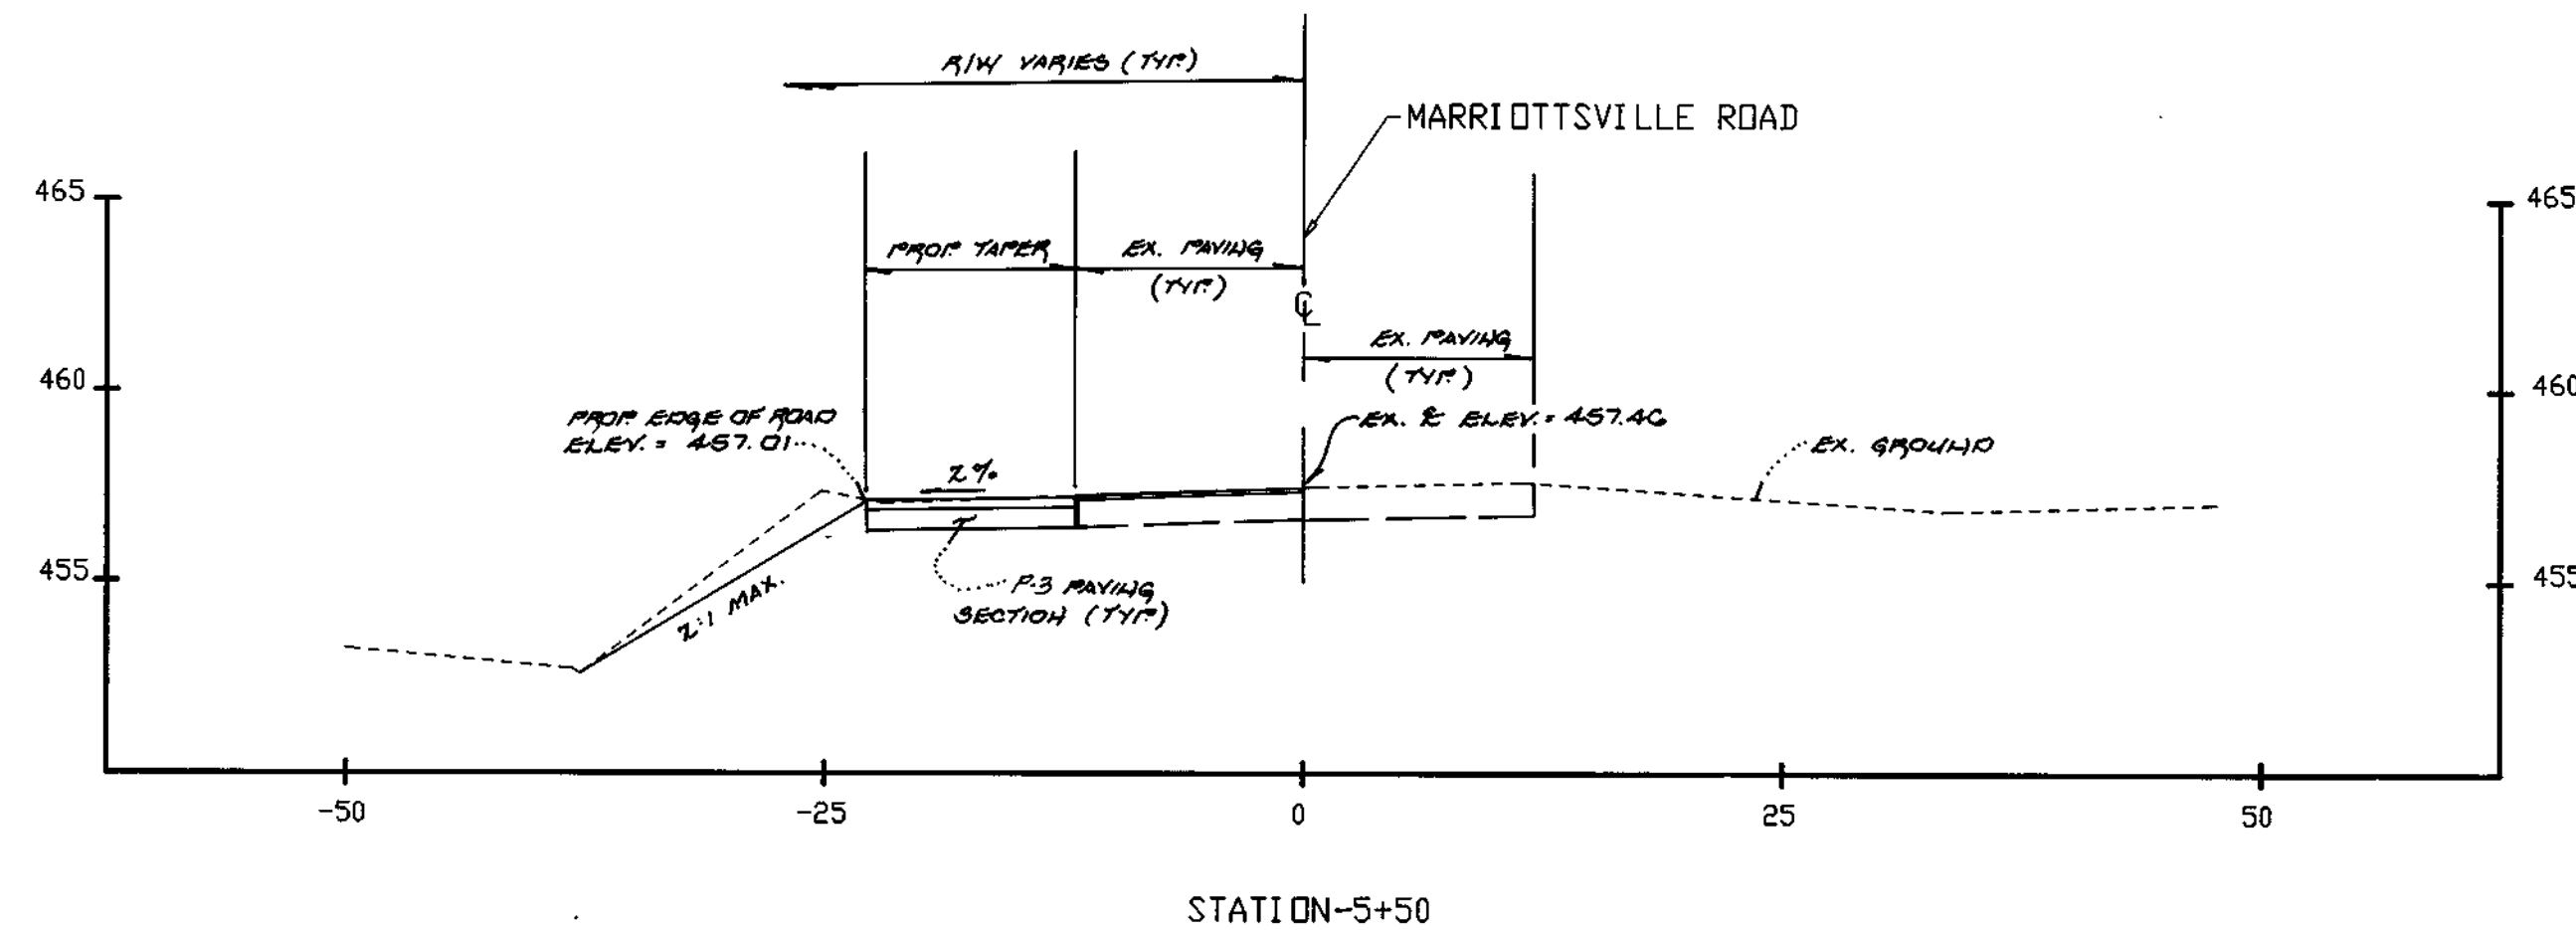 R/W VARIES (TYP.)
MARRIOTTSVILLE ROAD
465
465
PROP. TAPER
EX. PAVING
(TYP.)
℄
EX. PAVING
(TYP.)
460
460
PROP. EDGE OF ROAD
ELEV. = 457.01
EX. ℄ ELEV. = 457.46
EX. GROUND
2%
455
455
2:1 MAX.
P-3 PAVING
SECTION (TYP.)
-50
-25
0
25
50
STATION-5+50